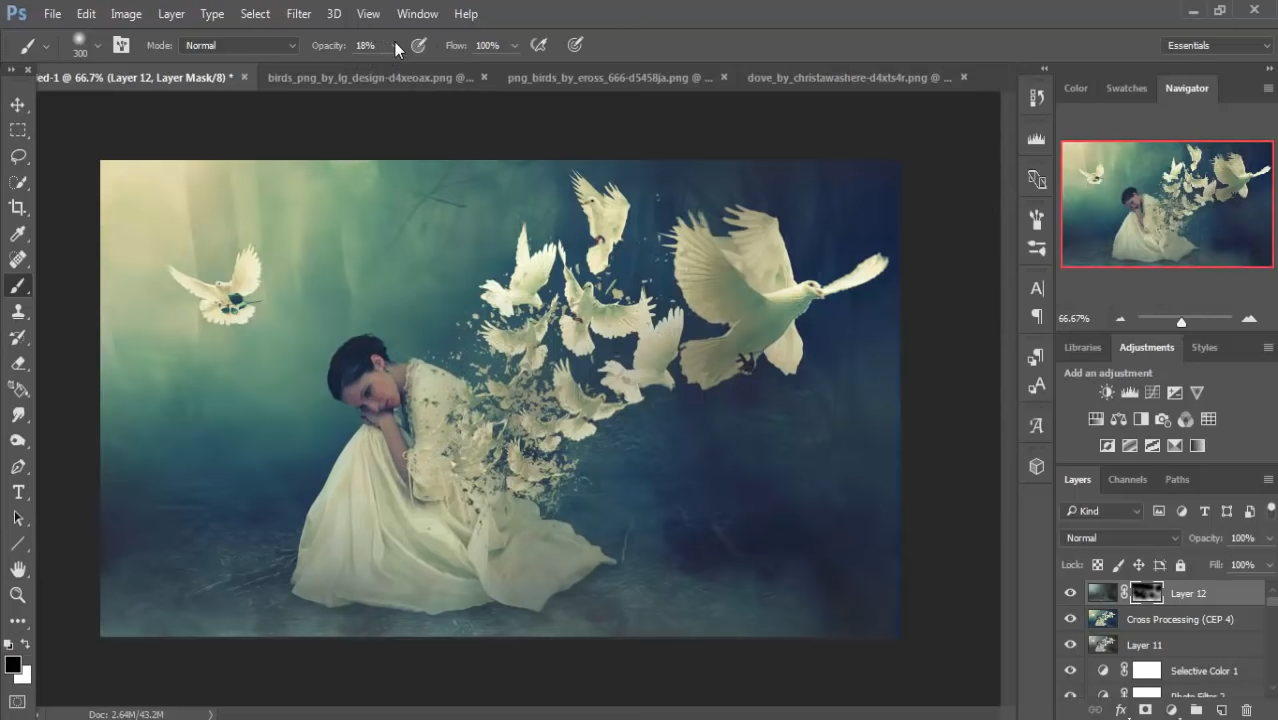 Ps File Edit Image Layer Type Select Filter 3D View Window Help
300 Mode: Normal Opacity: 18% Flow: 100% Essentials
ed-1 @ 66.7% (Layer 12, Layer Mask/8) * × birds_png_by_lg_design-d4xeoax.png @... × png_birds_by_eross_666-d5458ja.png @ ... × dove_by_christawashere-d4xts4r.png @ ... ×
Color Swatches Navigator
66.67%
Libraries Adjustments Styles
Add an adjustment
Layers Channels Paths
Kind
Normal Opacity: 100%
Lock: Fill: 100%
Layer 12
Cross Processing (CEP 4)
Layer 11
Selective Color 1
Photo Filter 2
Doc: 2.64M/43.2M